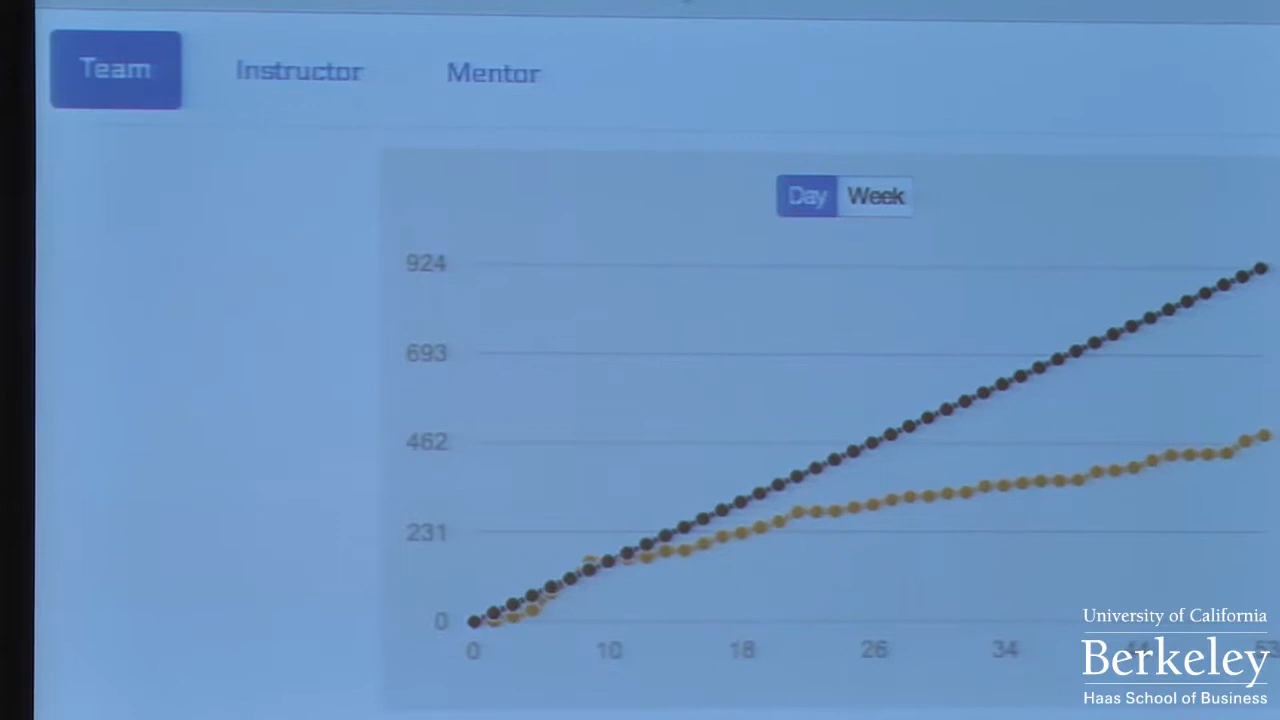 Team Instructor Mentor
Day Week
924
693
462
231
0
0 10 18 26 34
University of California
Berkeley
Haas School of Business